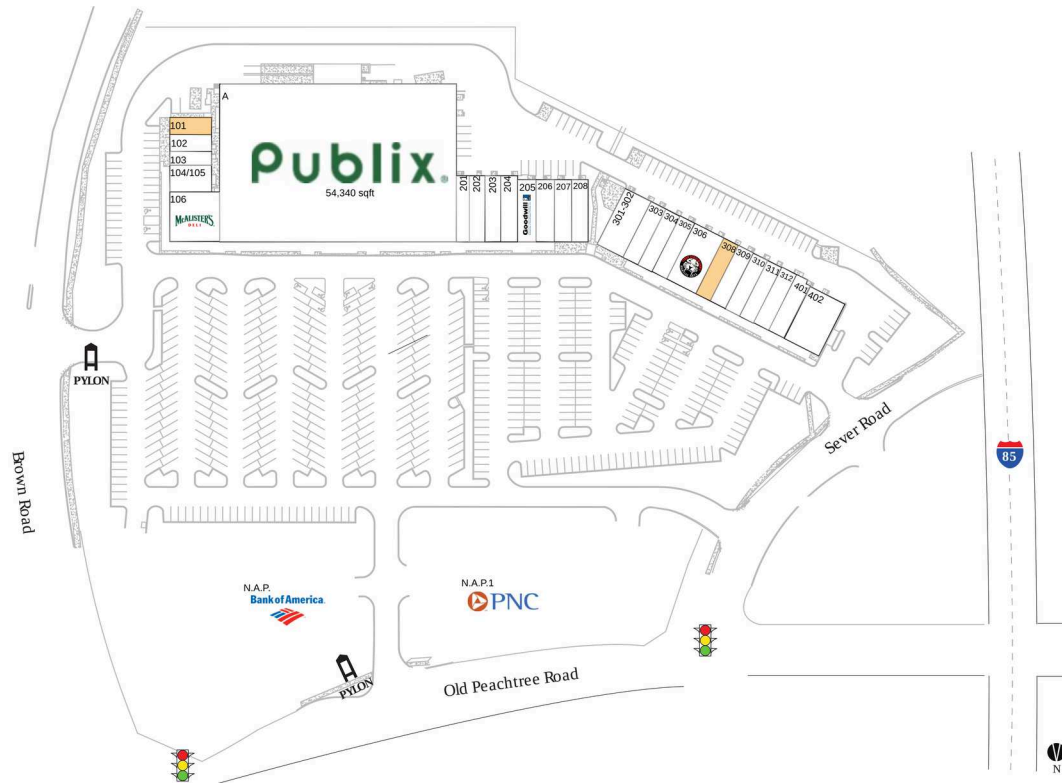 A
Publix.
54,340 sqft
101
102
103
104/105
106
McALISTER'S
DELI
201
202
203
204
205
Goodwill
206
207
208
301-302
303
304
305
306
308
309
310
311
312
401
402
PYLON
Brown Road
Sever Road
85
N.A.P.
Bank of America
N.A.P.1
PNC
PYLON
Old Peachtree Road
N